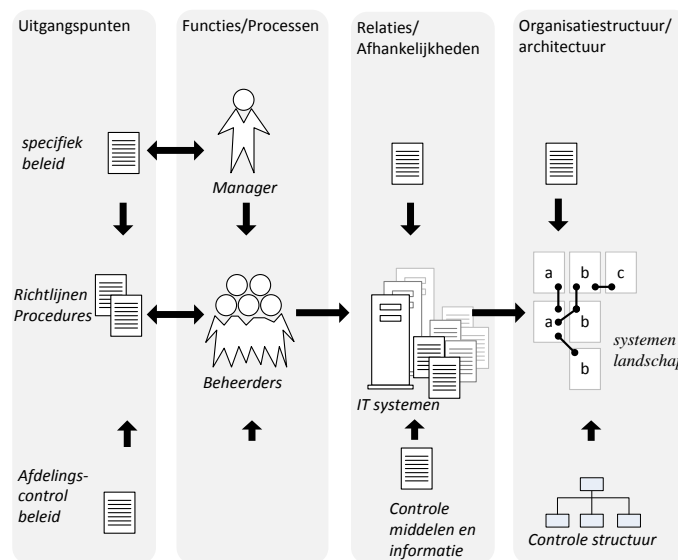 Uitgangspunten
Functies/Processen
Relaties/
Afhankelijkheden
Organisatiestructuur/
architectuur
specifiek
beleid
Manager
Richtlijnen
Procedures
Beheerders
IT systemen
a b c
a b
b
systemen
landschap
Afdelings-
control
beleid
Controle
middelen en
informatie
Controle structuur